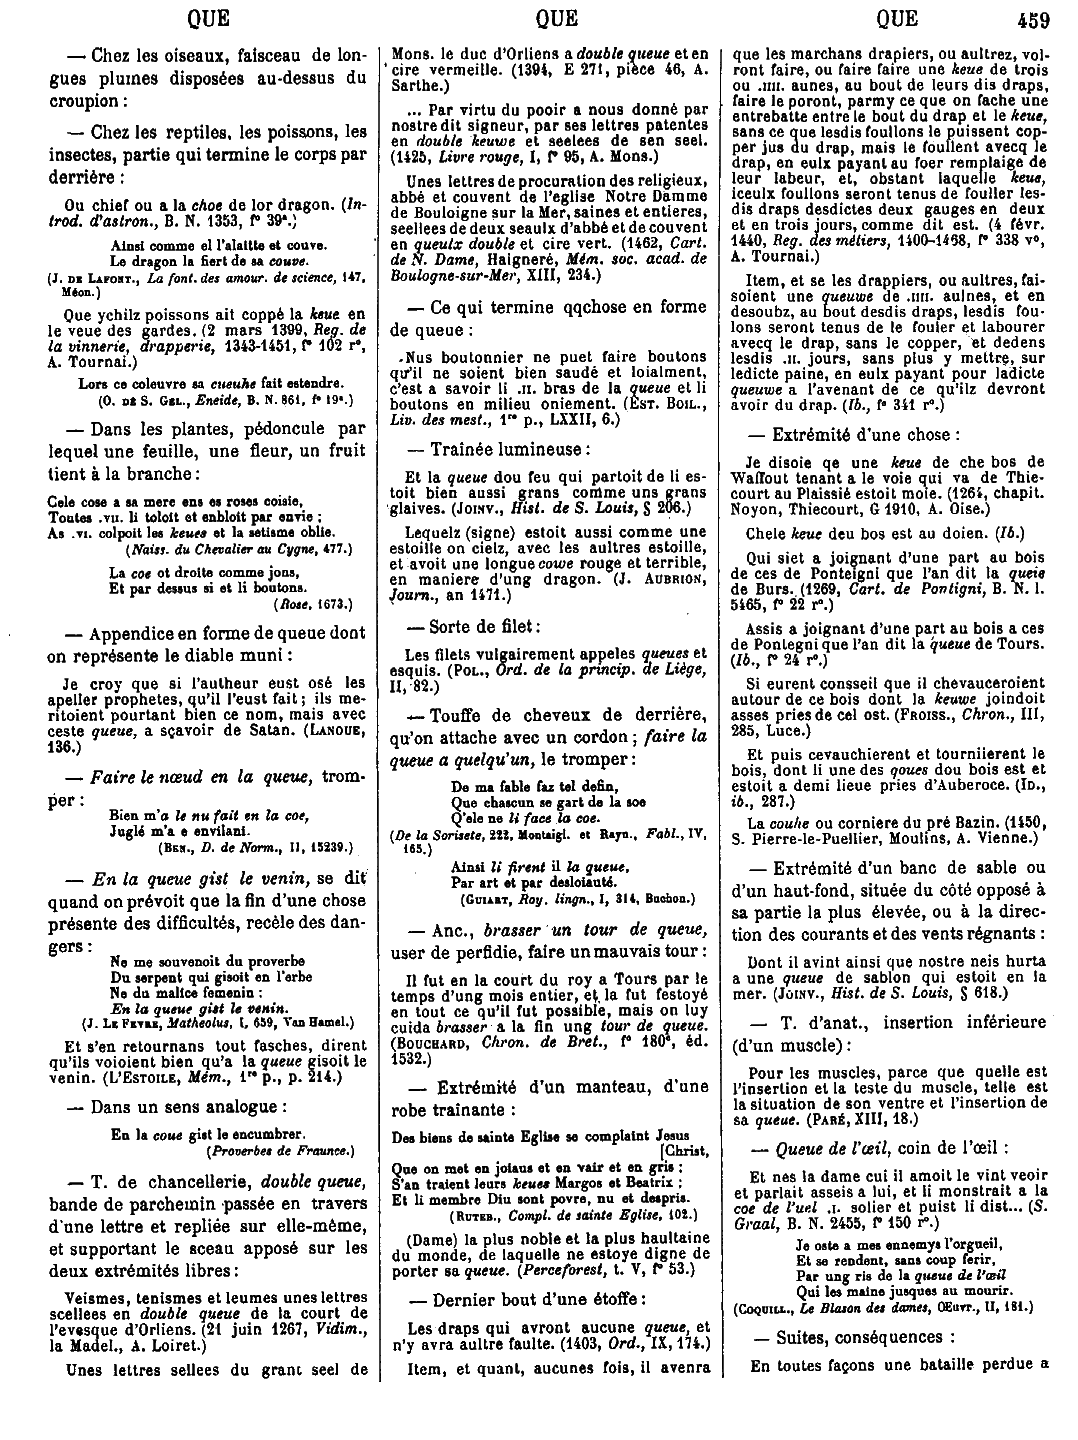 QUE QUE QUE 459
— Chez les oiseaux, faisceau de lon-
gues plumes disposées au-dessus du
croupion :
— Chez les reptiles, les poissons, les
insectes, partie qui termine le corps par
derrière :
Ou chief ou a la choe de lor dragon. (In-
trod. d'astron., B. N. 1353, fº 39ª.)
Ainsi comme el l'alaitte et couve.
Le dragon la fiert de sa couve.
(J. DE LAFONT., La font. des amour. de science, 147,
Méon.)
Que ychilz poissons ait coppé la keue en
le veue des gardes. (2 mars 1399, Reg. de
la vinnerie, drapperie, 1343-1451, fº 102 rº,
A. Tournai.)
Lors ce coleuvre sa cueuhe fait estendre.
(O. DE S. GEL., Eneide, B. N. 861, fº 19ª.)
— Dans les plantes, pédoncule par
lequel une feuille, une fleur, un fruit
tient à la branche :
Cele cose a sa mere ens es roses coisie,
Toutes .VII. li toloit et enbloit par envie ;
As .VI. colpoit les keues et la setisme oblie.
(Naiss. du Chevalier au Cygne, 477.)
La coe ot droite comme jons,
Et par dessus si et li boutons.
(Rose, 1673.)
— Appendice en forme de queue dont
on représente le diable muni :
Je croy que si l'autheur eust osé les
apeller prophetes, qu'il l'eust fait ; ils me-
ritoient pourtant bien ce nom, mais avec
ceste queue, a sçavoir de Satan. (LANOUE,
136.)
— Faire le nœud en la queue, trom-
per :
Bien m'a le nu fait en la coe,
Juglé m'a e envilani.
(BEN., D. de Norm., II, 15239.)
— En la queue gist le venin, se dit
quand on prévoit que la fin d'une chose
présente des difficultés, recèle des dan-
gers :
Ne me souvenoit du proverbe
Du serpent qui gisoit en l'erbe
Ne du malice femenin :
En la queue gist le venin.
(J. LE FEVRE, Matheolus, I, 659, Van Hamel.)
Et s'en retournans tout fasches, dirent
qu'ils voioient bien qu'a la queue gisoit le
venin. (L'ESTOILE, Mém., 1re p., p. 214.)
— Dans un sens analogue :
En la coue gist le encumbrer.
(Proverbes de Fraunce.)
— T. de chancellerie, double queue,
bande de parchemin passée en travers
d'une lettre et repliée sur elle-même,
et supportant le sceau apposé sur les
deux extrémités libres :
Veismes, tenismes et leumes unes lettres
scellees en double queue de la court de
l'evesque d'Orliens. (21 juin 1267, Vidim.,
la Madel., A. Loiret.)
Unes lettres sellees du grant seel de
Mons. le duc d'Orliens a double queue et en
cire vermeille. (1394, E 271, pièce 46, A.
Sarthe.)
... Par virtu du pooir a nous donné par
nostre dit signeur, par ses lettres patentes
en double keuwe et seelees de sen seel.
(1425, Livre rouge, I, fº 95, A. Mons.)
Unes lettres de procuration des religieux,
abbé et couvent de l'eglise Notre Damme
de Bouloigne sur la Mer, saines et entieres,
seellees de deux seaulx d'abbé et de couvent
en queulx double et cire vert. (1462, Cart.
de N. Dame, Haigneré, Mém. soc. acad. de
Boulogne-sur-Mer, XIII, 234.)
— Ce qui termine qqchose en forme
de queue :
Nus boutonnier ne puet faire boutons
qu'il ne soient bien saudé et loialment,
c'est a savoir li .II. bras de la queue et li
boutons en milieu oniement. (EST. BOIL.,
Liv. des mest., 1re p., LXXII, 6.)
— Traînée lumineuse :
Et la queue dou feu qui partoit de li es-
toit bien aussi grans comme uns grans
glaives. (JOINV., Hist. de S. Louis, § 206.)
Lequelz (signe) estoit aussi comme une
estoille on cielz, avec les aultres estoille,
et avoit une longue cowe rouge et terrible,
en maniere d'ung dragon. (J. AUBRION,
Journ., an 1471.)
— Sorte de filet :
Les filets vulgairement appeles queues et
esquis. (POL., Ord. de la princip. de Liège,
II, 82.)
— Touffe de cheveux de derrière,
qu'on attache avec un cordon ; faire la
queue a quelqu'un, le tromper :
De ma fable faz tel defin,
Que chascun se gart de la soe
Q'ele ne li face la coe.
(De la Sorisete, 222, Montaigl. et Rayn., Fabl., IV,
165.)
Ainsi li firent il la queue,
Par art et par desloiauté.
(GUIART, Roy. lingn., I, 314, Buchon.)
— Anc., brasser un tour de queue,
user de perfidie, faire un mauvais tour :
Il fut en la court du roy a Tours par le
temps d'ung mois entier, et la fut festoyé
en tout ce qu'il fut possible, mais on luy
cuida brasser a la fin ung tour de queue.
(BOUCHARD, Chron. de Bret., fº 180ª, éd.
1532.)
— Extrémité d'un manteau, d'une
robe traînante :
Des biens de sainte Eglise se complaint Jesus
[Christ,
Que on met en joiaus et en vair et en gris ;
S'an traient leurs keues Margos et Beatrix ;
Et li membre Diu sont povre, nu et despris.
(RUTEB., Compl. de sainte Eglise, 102.)
(Dame) la plus noble et la plus haultaine
du monde, de laquelle ne estoye digne de
porter sa queue. (Perceforest, t. V, fº 53.)
— Dernier bout d'une étoffe :
Les draps qui avront aucune queue, et
n'y avra aultre faulte. (1403, Ord., IX, 174.)
Item, et quant, aucunes fois, il avenra
que les marchans drapiers, ou aultrez, vol-
ront faire, ou faire faire une keue de trois
ou .IIII. aunes, au bout de leurs dis draps,
faire le poront, parmy ce que on fache une
entrebatte entre le bout du drap et le keue,
sans ce que lesdis foullons le puissent cop-
per jus du drap, mais le foullent avecq le
drap, en eulx payant au foer remplaige de
leur labeur, et, obstant laquelle keue,
iceulx foullons seront tenus de fouller les-
dis draps desdictes deux gauges en deux
et en trois jours, comme dit est. (4 févr.
1440, Reg. des métiers, 1400-1468, fº 338 vº,
A. Tournai.)
Item, et se les drappiers, ou aultres, fai-
soient une queuwe de .IIII. aulnes, et en
desoubz, au bout desdis draps, lesdis fou-
lons seront tenus de le fouler et labourer
avecq le drap, sans le copper, et dedens
lesdis .II. jours, sans plus y mettre, sur
ledicte paine, en eulx payant pour ladicte
queuwe a l'avenant de ce qu'ilz devront
avoir du drap. (Ib., fº 341 rº.)
— Extrémité d'une chose :
Je disoie qe une keue de che bos de
Waffout tenant a le voie qui va de Thie-
court au Plaissié estoit moie. (1264, chapit.
Noyon, Thiecourt, G 1910, A. Oise.)
Chele keue deu bos est au doien. (Ib.)
Qui siet a joignant d'une part au bois
de ces de Ponteigni que l'an dit la queie
de Burs. (1269, Cart. de Pontigni, B. N. l.
5465, fº 22 rº.)
Assis a joignant d'une part au bois a ces
de Pontegni que l'an dit la queue de Tours.
(Ib., fº 24 rº.)
Si eurent consseil que il chevauceroient
autour de ce bois dont la keuwe joindoit
asses pries de cel ost. (FROISS., Chron., III,
285, Luce.)
Et puis cevauchierent et tourniierent le
bois, dont li une des qoues dou bois est et
estoit a demi lieue pries d'Auberoce. (ID.,
ib., 287.)
La couhe ou corniere du pré Bazin. (1450,
S. Pierre-le-Puellier, Moulins, A. Vienne.)
— Extrémité d'un banc de sable ou
d'un haut-fond, située du côté opposé à
sa partie la plus élevée, ou à la direc-
tion des courants et des vents régnants :
Dont il avint ainsi que nostre neis hurta
a une queue de sablon qui estoit en la
mer. (JOINV., Hist. de S. Louis, § 618.)
— T. d'anat., insertion inférieure
(d'un muscle) :
Pour les muscles, parce que quelle est
l'insertion et la teste du muscle, telle est
la situation de son ventre et l'insertion de
sa queue. (PARÉ, XIII, 18.)
— Queue de l'œil, coin de l'œil :
Et nes la dame cui il amoit le vint veoir
et parlait asseis a lui, et li monstrait a la
coe de l'uel .I. solier et puist li dist... (S.
Graal, B. N. 2455, fº 150 rº.)
Je oste a mes ennemys l'orgueil,
Et se rendent, sans coup ferir,
Par ung ris de la queue de l'œil
Qui les maine jusques au mourir.
(COQUILL., Le Blason des dames, Œuvr., II, 181.)
— Suites, conséquences :
En toutes façons une bataille perdue a